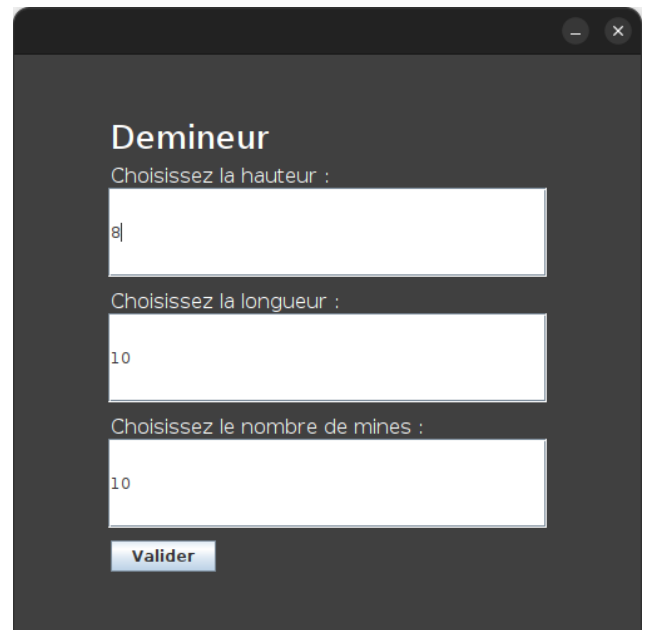 Demineur
Choisissez la hauteur :
8
Choisissez la longueur :
10
Choisissez le nombre de mines :
10
Valider